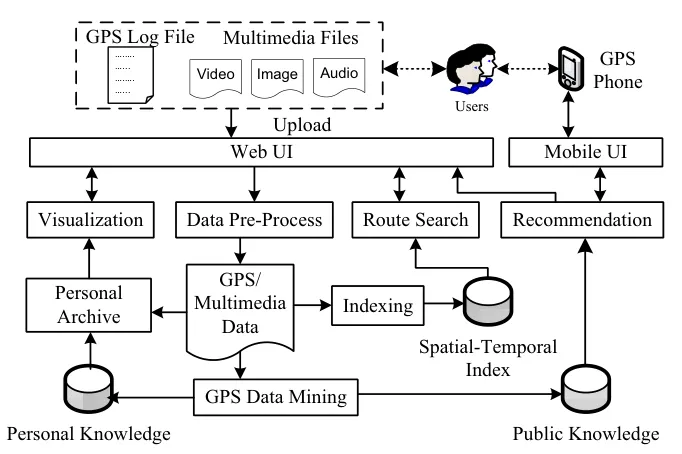 GPS Log File
Multimedia Files
Video
Image
Audio
Users
GPS
Phone
Upload
Web UI
Mobile UI
Visualization
Data Pre-Process
Route Search
Recommendation
Personal
Archive
GPS/
Multimedia
Data
Indexing
Spatial-Temporal
Index
GPS Data Mining
Personal Knowledge
Public Knowledge